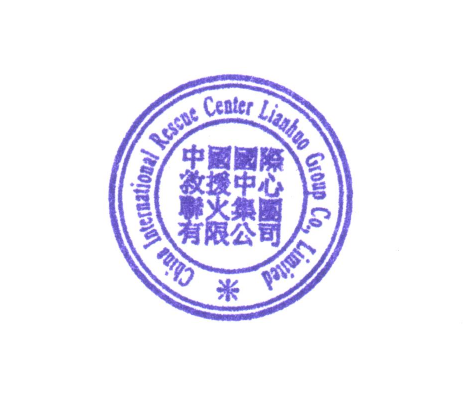 China International Rescue Center Lianhuo Group Co., Limited
中國國際
救援中心
聯火集團
有限公司